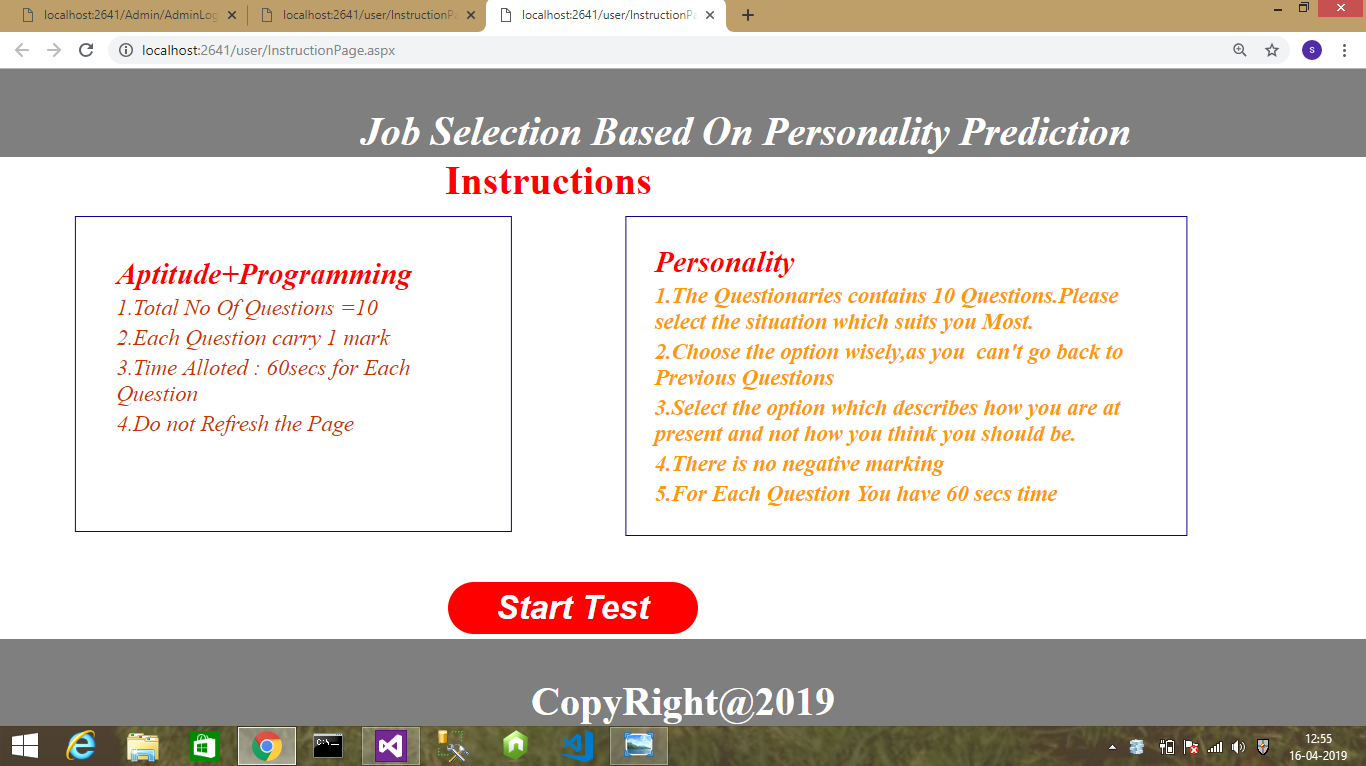 localhost:2641/Admin/AdminLog
localhost:2641/user/InstructionPa
localhost:2641/user/InstructionPa
localhost:2641/user/InstructionPage.aspx
S
Job Selection Based On Personality Prediction
Instructions
Aptitude+Programming
1.Total No Of Questions =10
2.Each Question carry 1 mark
3.Time Alloted : 60secs for Each
Question
4.Do not Refresh the Page
Personality
1.The Questionaries contains 10 Questions.Please
select the situation which suits you Most.
2.Choose the option wisely,as you  can't go back to
Previous Questions
3.Select the option which describes how you are at
present and not how you think you should be.
4.There is no negative marking
5.For Each Question You have 60 secs time
Start Test
CopyRight@2019
12:55
16-04-2019